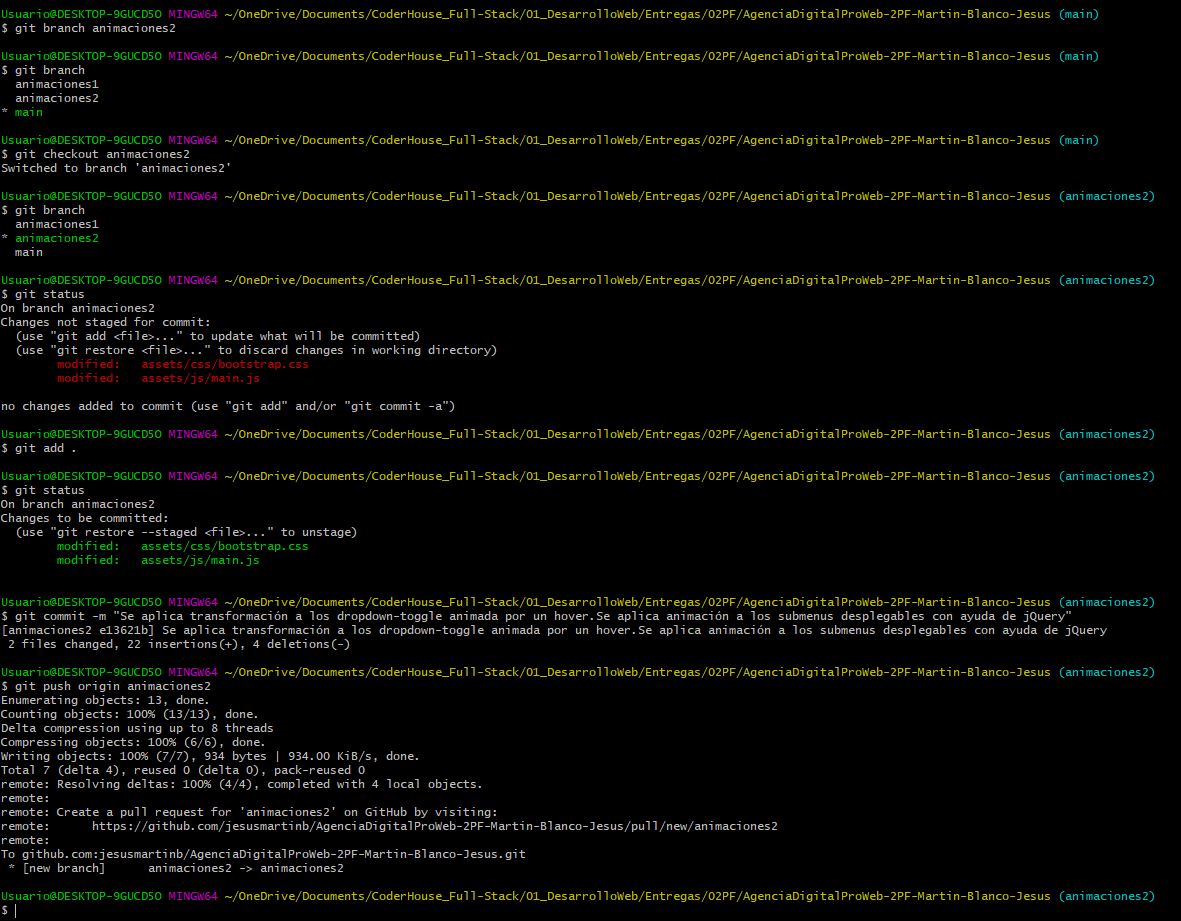 Usuario@DESKTOP-9GUCD5O MINGW64 ~/OneDrive/Documents/CoderHouse_Full-Stack/01_DesarrolloWeb/Entregas/02PF/AgenciaDigitalProWeb-2PF-Martin-Blanco-Jesus (main)
$ git branch animaciones2
Usuario@DESKTOP-9GUCD5O MINGW64 ~/OneDrive/Documents/CoderHouse_Full-Stack/01_DesarrolloWeb/Entregas/02PF/AgenciaDigitalProWeb-2PF-Martin-Blanco-Jesus (main)
$ git branch
  animaciones1
  animaciones2
* main
Usuario@DESKTOP-9GUCD5O MINGW64 ~/OneDrive/Documents/CoderHouse_Full-Stack/01_DesarrolloWeb/Entregas/02PF/AgenciaDigitalProWeb-2PF-Martin-Blanco-Jesus (main)
$ git checkout animaciones2
Switched to branch 'animaciones2'
Usuario@DESKTOP-9GUCD5O MINGW64 ~/OneDrive/Documents/CoderHouse_Full-Stack/01_DesarrolloWeb/Entregas/02PF/AgenciaDigitalProWeb-2PF-Martin-Blanco-Jesus (animaciones2)
$ git branch
  animaciones1
* animaciones2
  main
Usuario@DESKTOP-9GUCD5O MINGW64 ~/OneDrive/Documents/CoderHouse_Full-Stack/01_DesarrolloWeb/Entregas/02PF/AgenciaDigitalProWeb-2PF-Martin-Blanco-Jesus (animaciones2)
$ git status
On branch animaciones2
Changes not staged for commit:
  (use "git add <file>..." to update what will be committed)
  (use "git restore <file>..." to discard changes in working directory)
        modified:   assets/css/bootstrap.css
        modified:   assets/js/main.js
no changes added to commit (use "git add" and/or "git commit -a")
Usuario@DESKTOP-9GUCD5O MINGW64 ~/OneDrive/Documents/CoderHouse_Full-Stack/01_DesarrolloWeb/Entregas/02PF/AgenciaDigitalProWeb-2PF-Martin-Blanco-Jesus (animaciones2)
$ git add .
Usuario@DESKTOP-9GUCD5O MINGW64 ~/OneDrive/Documents/CoderHouse_Full-Stack/01_DesarrolloWeb/Entregas/02PF/AgenciaDigitalProWeb-2PF-Martin-Blanco-Jesus (animaciones2)
$ git status
On branch animaciones2
Changes to be committed:
  (use "git restore --staged <file>..." to unstage)
        modified:   assets/css/bootstrap.css
        modified:   assets/js/main.js
Usuario@DESKTOP-9GUCD5O MINGW64 ~/OneDrive/Documents/CoderHouse_Full-Stack/01_DesarrolloWeb/Entregas/02PF/AgenciaDigitalProWeb-2PF-Martin-Blanco-Jesus (animaciones2)
$ git commit -m "Se aplica transformación a los dropdown-toggle animada por un hover.Se aplica animación a los submenus desplegables con ayuda de jQuery"
[animaciones2 e13621b] Se aplica transformación a los dropdown-toggle animada por un hover.Se aplica animación a los submenus desplegables con ayuda de jQuery
 2 files changed, 22 insertions(+), 4 deletions(-)
Usuario@DESKTOP-9GUCD5O MINGW64 ~/OneDrive/Documents/CoderHouse_Full-Stack/01_DesarrolloWeb/Entregas/02PF/AgenciaDigitalProWeb-2PF-Martin-Blanco-Jesus (animaciones2)
$ git push origin animaciones2
Enumerating objects: 13, done.
Counting objects: 100% (13/13), done.
Delta compression using up to 8 threads
Compressing objects: 100% (6/6), done.
Writing objects: 100% (7/7), 934 bytes | 934.00 KiB/s, done.
Total 7 (delta 4), reused 0 (delta 0), pack-reused 0
remote: Resolving deltas: 100% (4/4), completed with 4 local objects.
remote:
remote: Create a pull request for 'animaciones2' on GitHub by visiting:
remote:      https://github.com/jesusmartinb/AgenciaDigitalProWeb-2PF-Martin-Blanco-Jesus/pull/new/animaciones2
remote:
To github.com:jesusmartinb/AgenciaDigitalProWeb-2PF-Martin-Blanco-Jesus.git
 * [new branch]      animaciones2 -> animaciones2
Usuario@DESKTOP-9GUCD5O MINGW64 ~/OneDrive/Documents/CoderHouse_Full-Stack/01_DesarrolloWeb/Entregas/02PF/AgenciaDigitalProWeb-2PF-Martin-Blanco-Jesus (animaciones2)
$